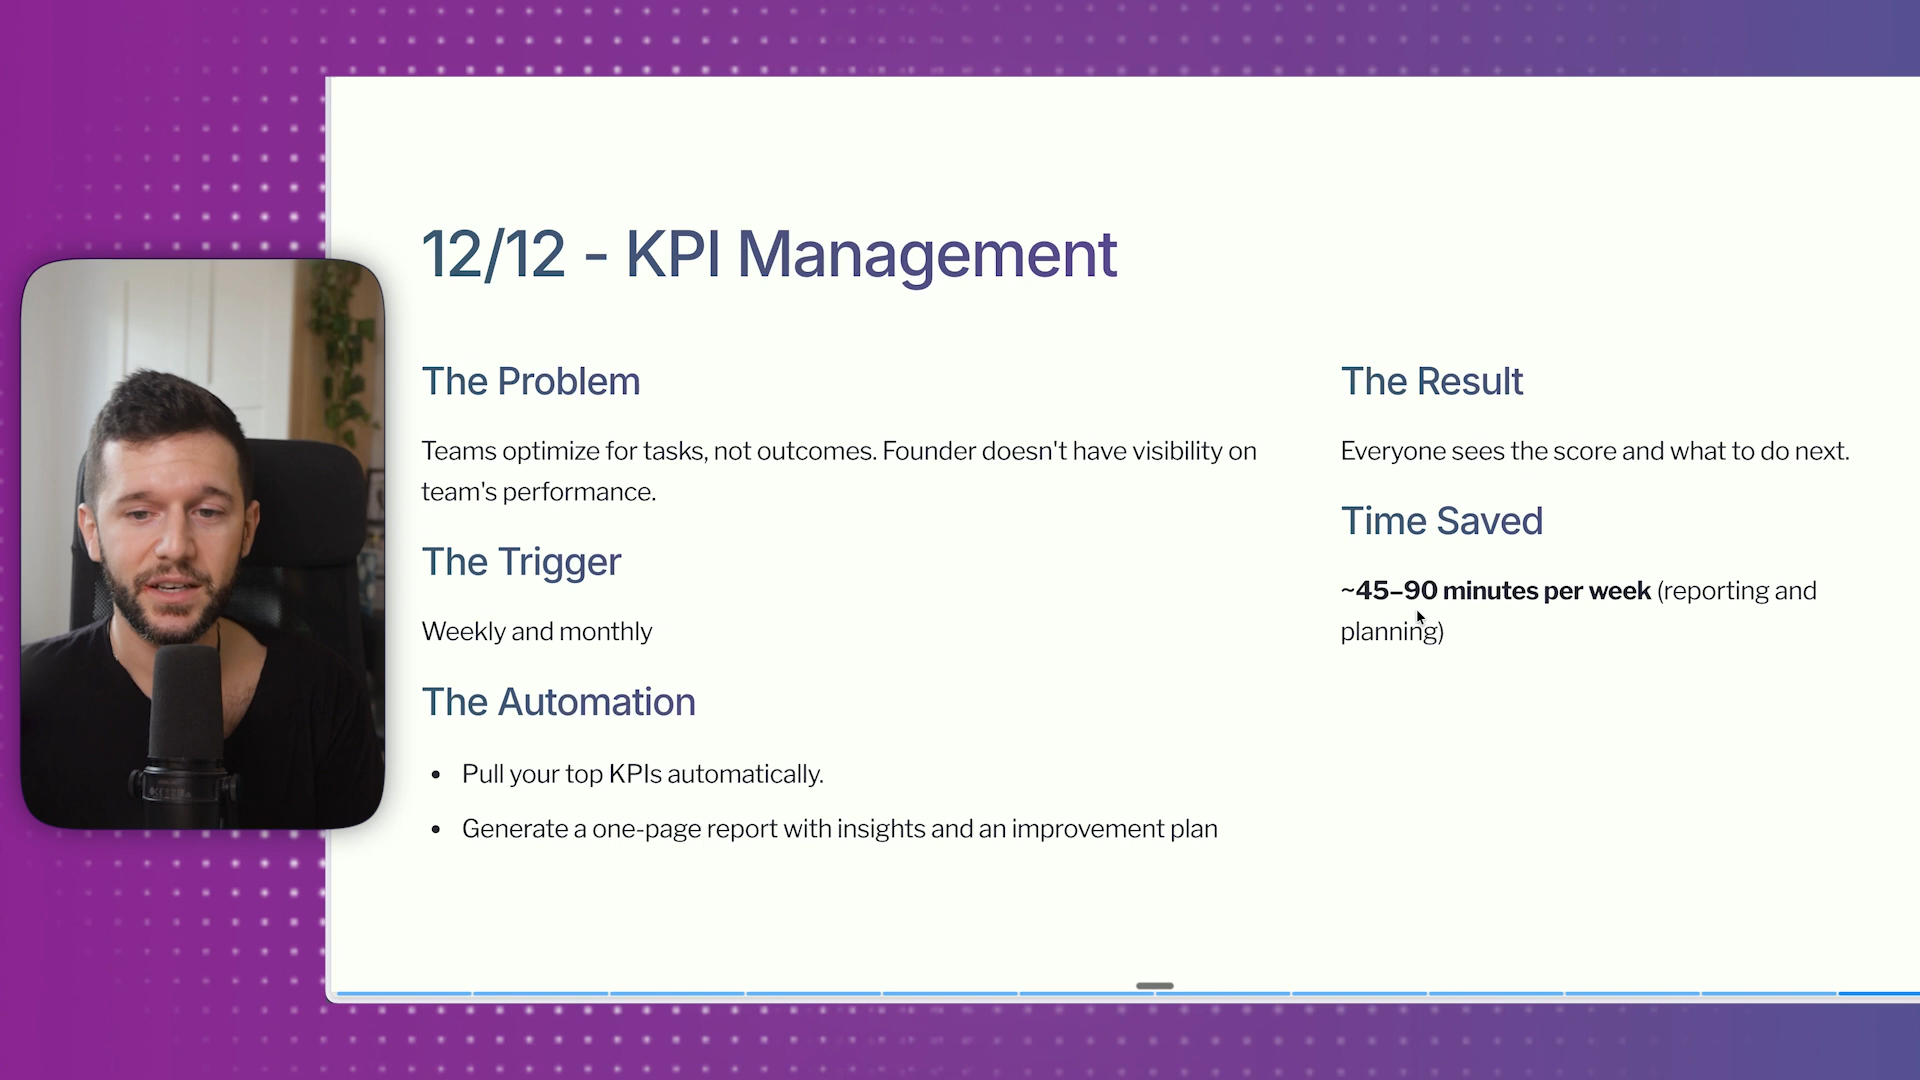 12/12 - KPI Management
The Problem
Teams optimize for tasks, not outcomes. Founder doesn't have visibility on
team's performance.
The Trigger
Weekly and monthly
The Automation
• Pull your top KPIs automatically.
• Generate a one-page report with insights and an improvement plan
The Result
Everyone sees the score and what to do next.
Time Saved
~45–90 minutes per week (reporting and
planning)